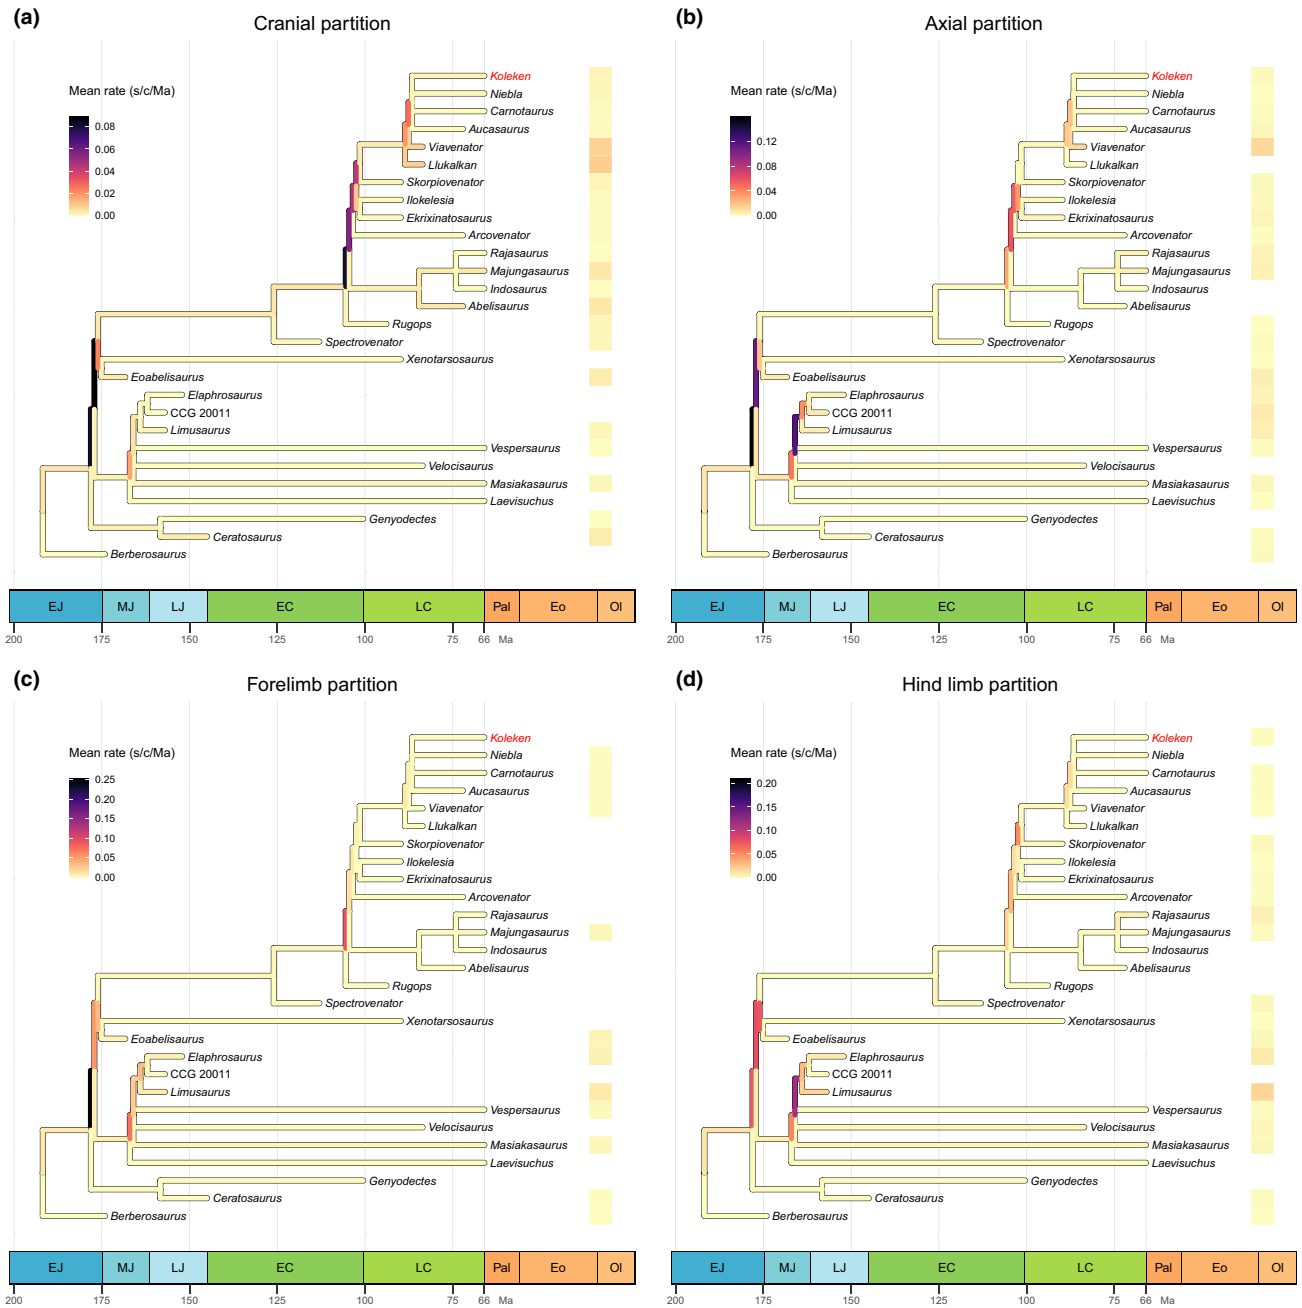 (a)
Cranial partition
Mean rate (s/c/Ma)
0.08
0.06
0.04
0.02
0.00
Koleken
Niebla
Carnotaurus
Aucasaurus
Viavenator
Llukalkan
Skorpiovenator
Ilokelesia
Ekrixinatosaurus
Arcovenator
Rajasaurus
Majungasaurus
Indosaurus
Abelisaurus
Rugops
Spectrovenator
Xenotarsosaurus
Eoabelisaurus
Elaphrosaurus
CCG 20011
Limusaurus
Vespersaurus
Velocisaurus
Masiakasaurus
Laevisuchus
Genyodectes
Ceratosaurus
Berberosaurus
EJ MJ LJ EC LC Pal Eo Ol
200 175 150 125 100 75 66 Ma
(b)
Axial partition
Mean rate (s/c/Ma)
0.12
0.08
0.04
0.00
Koleken
Niebla
Carnotaurus
Aucasaurus
Viavenator
Llukalkan
Skorpiovenator
Ilokelesia
Ekrixinatosaurus
Arcovenator
Rajasaurus
Majungasaurus
Indosaurus
Abelisaurus
Rugops
Spectrovenator
Xenotarsosaurus
Eoabelisaurus
Elaphrosaurus
CCG 20011
Limusaurus
Vespersaurus
Velocisaurus
Masiakasaurus
Laevisuchus
Genyodectes
Ceratosaurus
Berberosaurus
EJ MJ LJ EC LC Pal Eo Ol
200 175 150 125 100 75 66 Ma
(c)
Forelimb partition
Mean rate (s/c/Ma)
0.25
0.20
0.15
0.10
0.05
0.00
Koleken
Niebla
Carnotaurus
Aucasaurus
Viavenator
Llukalkan
Skorpiovenator
Ilokelesia
Ekrixinatosaurus
Arcovenator
Rajasaurus
Majungasaurus
Indosaurus
Abelisaurus
Rugops
Spectrovenator
Xenotarsosaurus
Eoabelisaurus
Elaphrosaurus
CCG 20011
Limusaurus
Vespersaurus
Velocisaurus
Masiakasaurus
Laevisuchus
Genyodectes
Ceratosaurus
Berberosaurus
EJ MJ LJ EC LC Pal Eo Ol
200 175 150 125 100 75 66 Ma
(d)
Hind limb partition
Mean rate (s/c/Ma)
0.20
0.15
0.10
0.05
0.00
Koleken
Niebla
Carnotaurus
Aucasaurus
Viavenator
Llukalkan
Skorpiovenator
Ilokelesia
Ekrixinatosaurus
Arcovenator
Rajasaurus
Majungasaurus
Indosaurus
Abelisaurus
Rugops
Spectrovenator
Xenotarsosaurus
Eoabelisaurus
Elaphrosaurus
CCG 20011
Limusaurus
Vespersaurus
Velocisaurus
Masiakasaurus
Laevisuchus
Genyodectes
Ceratosaurus
Berberosaurus
EJ MJ LJ EC LC Pal Eo Ol
200 175 150 125 100 75 66 Ma